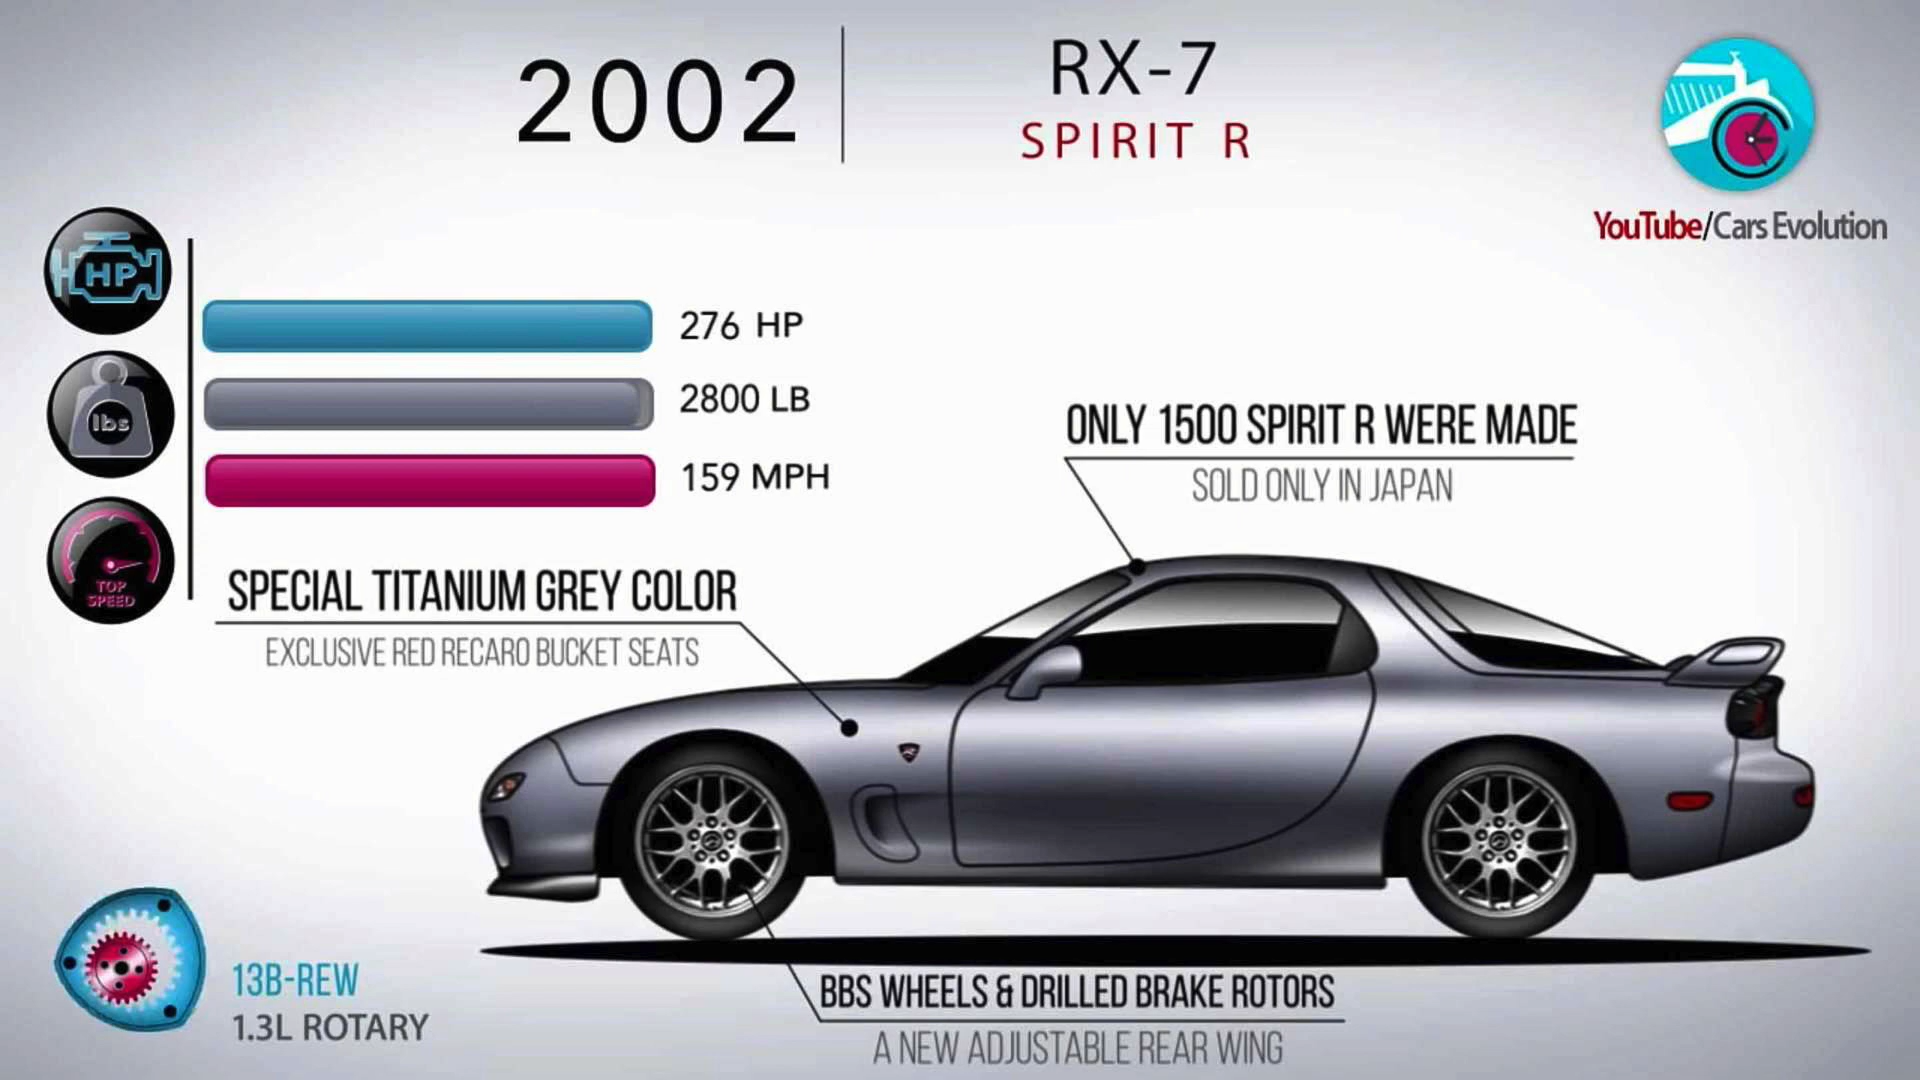 2002
RX-7
SPIRIT R
YouTube/Cars Evolution
HP
276 HP
lbs
2800 LB
159 MPH
TOP
SPEED
ONLY 1500 SPIRIT R WERE MADE
SOLD ONLY IN JAPAN
SPECIAL TITANIUM GREY COLOR
EXCLUSIVE RED RECARO BUCKET SEATS
R
13B-REW
1.3L ROTARY
BBS WHEELS & DRILLED BRAKE ROTORS
A NEW ADJUSTABLE REAR WING